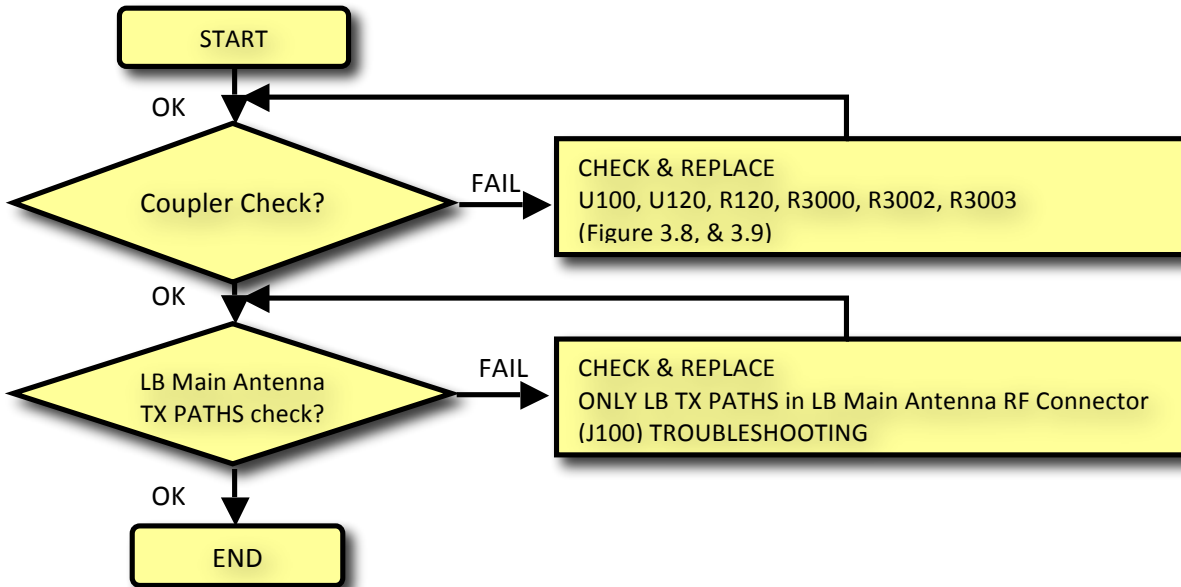 START
OK
Coupler Check?
FAIL
CHECK & REPLACE
U100, U120, R120, R3000, R3002, R3003
(Figure 3.8, & 3.9)
OK
LB Main Antenna
TX PATHS check?
FAIL
CHECK & REPLACE
ONLY LB TX PATHS in LB Main Antenna RF Connector
(J100) TROUBLESHOOTING
OK
END